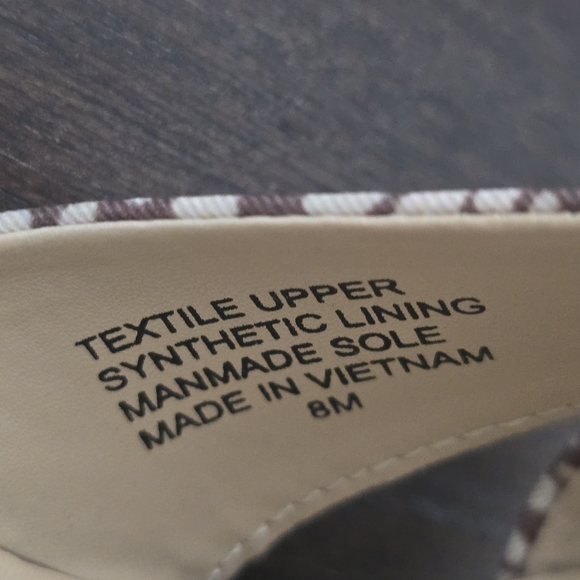 TEXTILE UPPER
SYNTHETIC LINING
MANMADE SOLE
MADE IN VIETNAM
8M